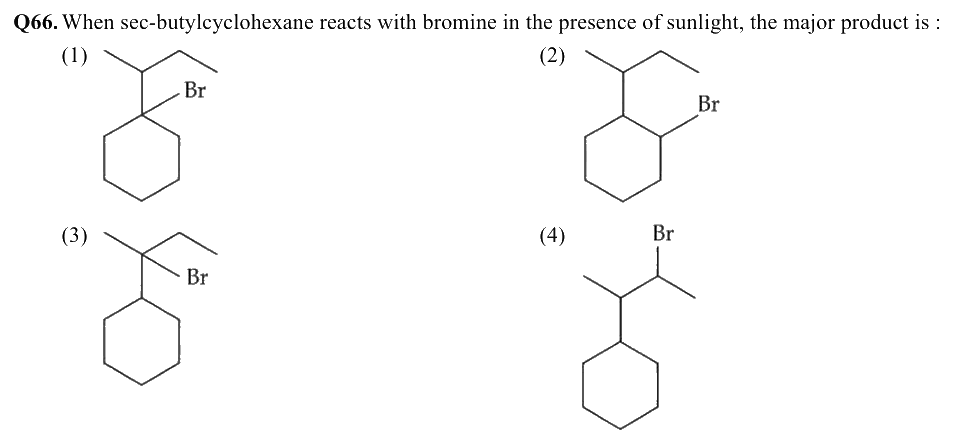 Q66. When sec-butylcyclohexane reacts with bromine in the presence of sunlight, the major product is :
(1) (2)
Br
Br
(3) (4)
Br
Br